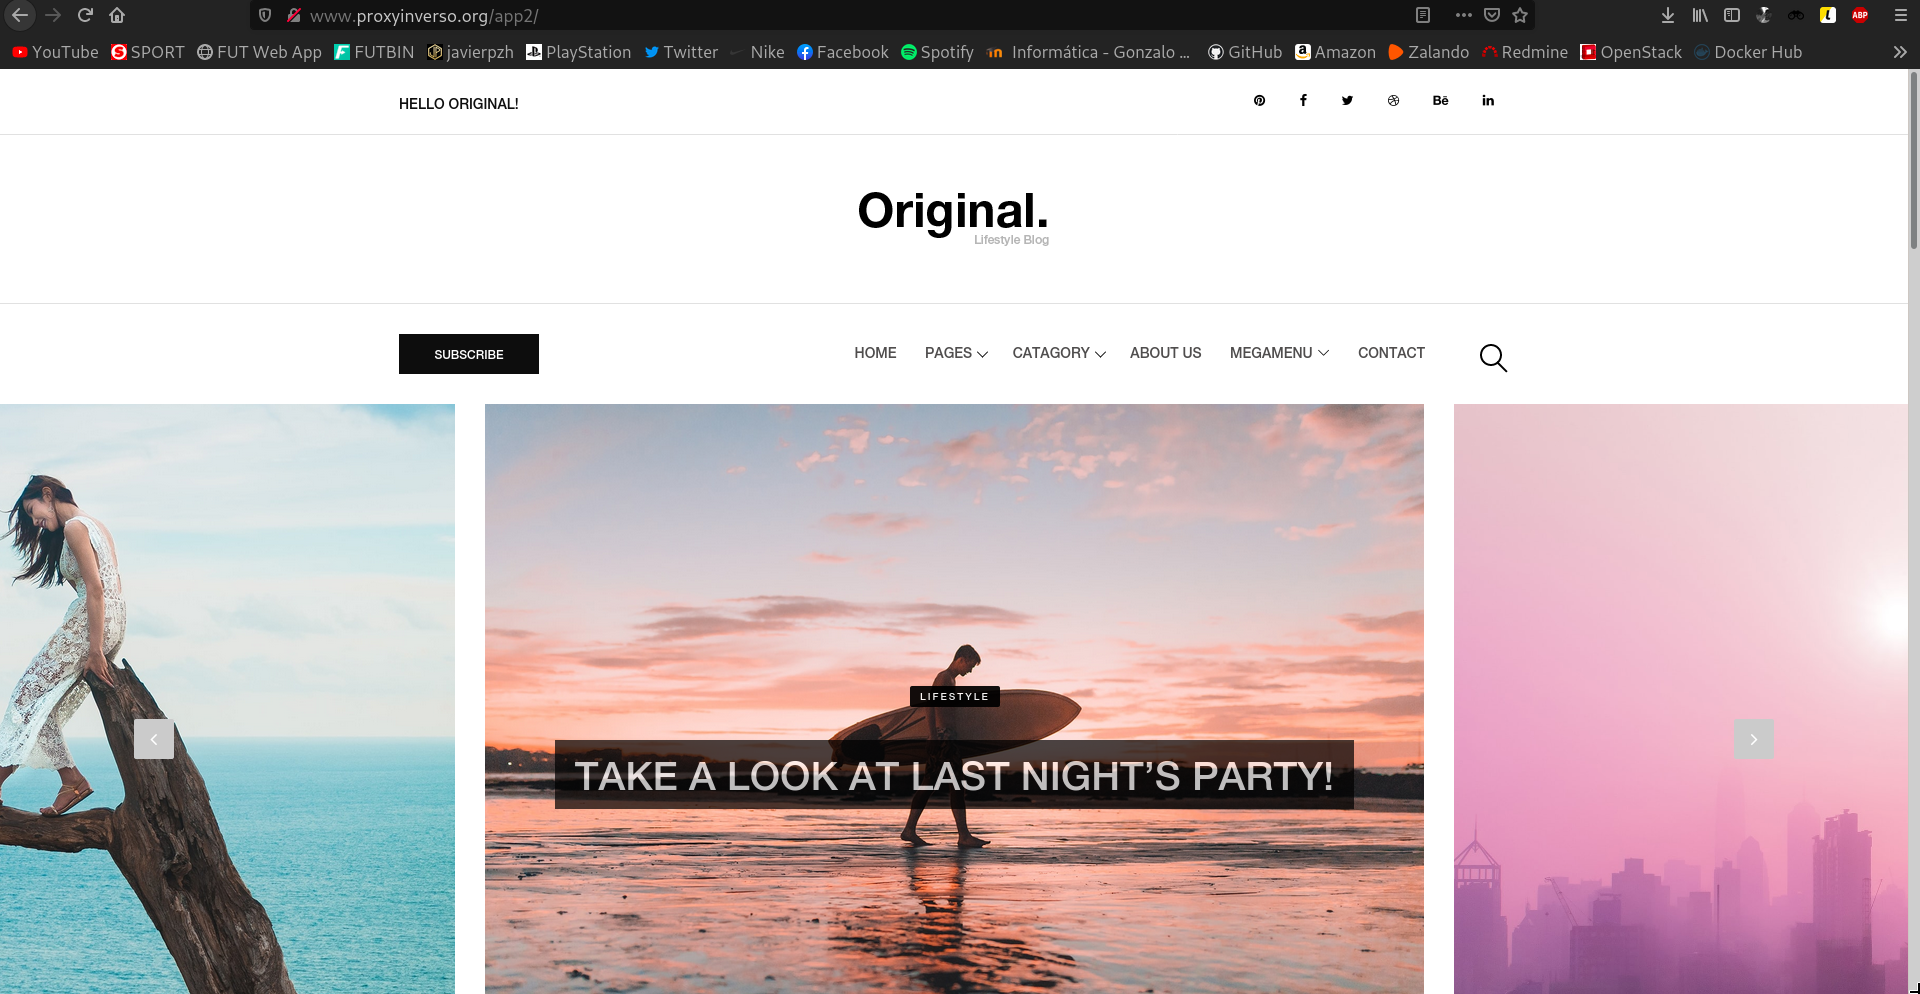 www.proxyinverso.org/app2/
ABP
YouTube SPORT FUT Web App FUTBIN javierpzh PlayStation Twitter Nike Facebook Spotify Informática - Gonzalo ... GitHub Amazon Zalando Redmine OpenStack Docker Hub
HELLO ORIGINAL!
Bē
in
Original.
Lifestyle Blog
SUBSCRIBE
HOME PAGES CATAGORY ABOUT US MEGAMENU CONTACT
LIFESTYLE
TAKE A LOOK AT LAST NIGHT’S PARTY!